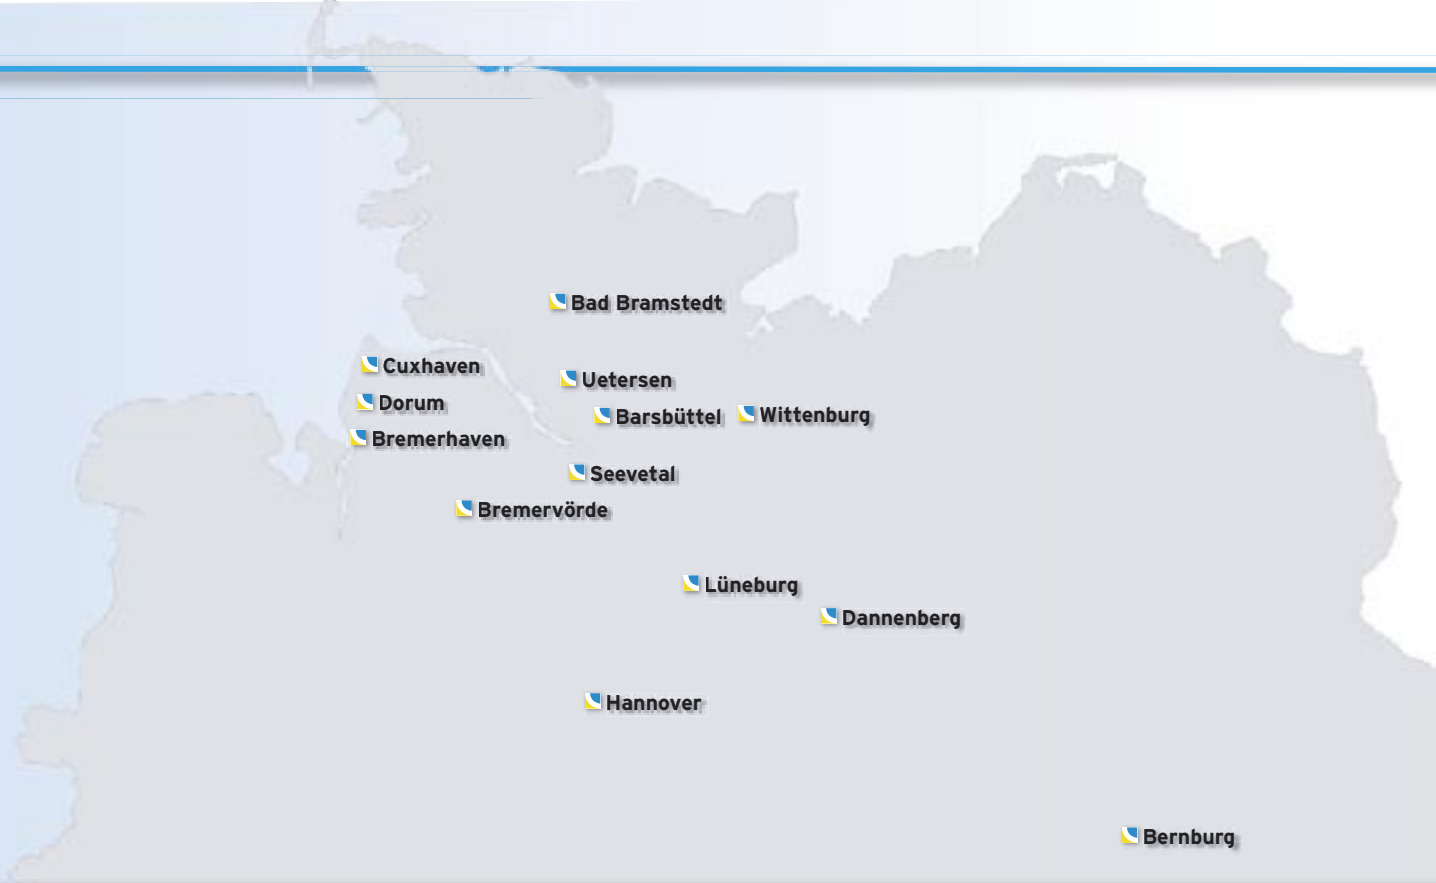 Bad Bramstedt
Cuxhaven
Uetersen
Dorum
Barsbüttel
Wittenburg
Bremerhaven
Seevetal
Bremervörde
Lüneburg
Dannenberg
Hannover
Bernburg